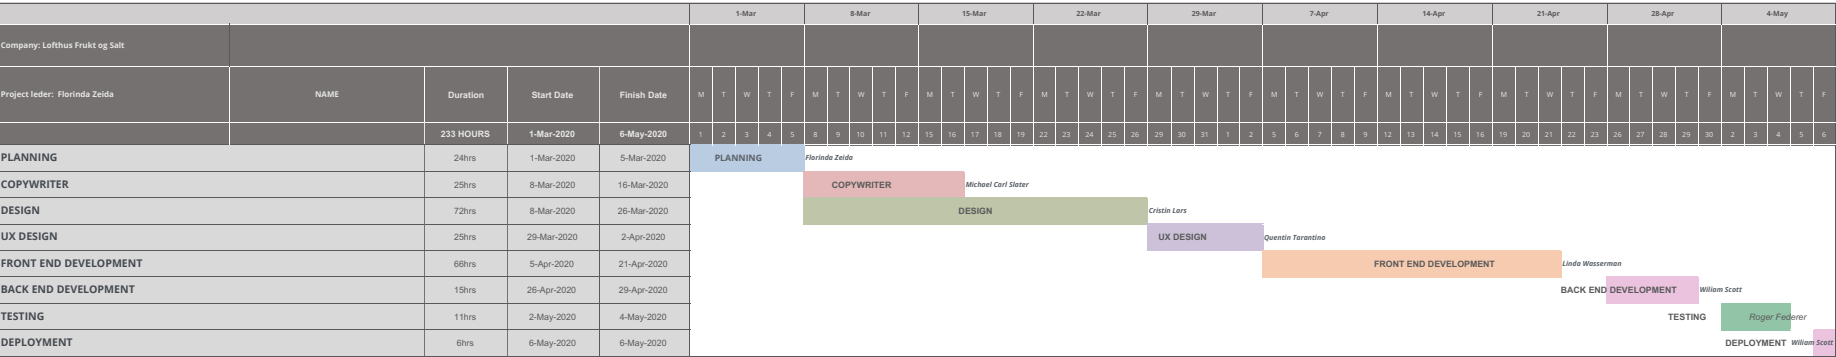 1-Mar 8-Mar 15-Mar 22-Mar 29-Mar 7-Apr 14-Apr 21-Apr 28-Apr 4-May
Company: Lofthus Frukt og Salt
Project leder: Florinda Zeida NAME Duration Start Date Finish Date M T W T F M T W T F M T W T F M T W T F M T W T F M T W T F M T W T F M T W T F M T W T F M T W T F
233 HOURS 1-Mar-2020 6-May-2020 1 2 3 4 5 8 9 10 11 12 15 16 17 18 19 22 23 24 25 26 29 30 31 1 2 5 6 7 8 9 12 13 14 15 16 19 20 21 22 23 26 27 28 29 30 2 3 4 5 6
PLANNING 24hrs 1-Mar-2020 5-Mar-2020 PLANNING Florinda Zeida
COPYWRITER 25hrs 8-Mar-2020 16-Mar-2020 COPYWRITER Michael Carl Slater
DESIGN 72hrs 8-Mar-2020 26-Mar-2020 DESIGN Cristin Lars
UX DESIGN 25hrs 29-Mar-2020 2-Apr-2020 UX DESIGN Quentin Tarantino
FRONT END DEVELOPMENT 66hrs 5-Apr-2020 21-Apr-2020 FRONT END DEVELOPMENT Linda Wasserman
BACK END DEVELOPMENT 15hrs 26-Apr-2020 29-Apr-2020 BACK END DEVELOPMENT Wiliam Scott
TESTING 11hrs 2-May-2020 4-May-2020 TESTING Roger Federer
DEPLOYMENT 6hrs 6-May-2020 6-May-2020 DEPLOYMENT Wiliam Scott